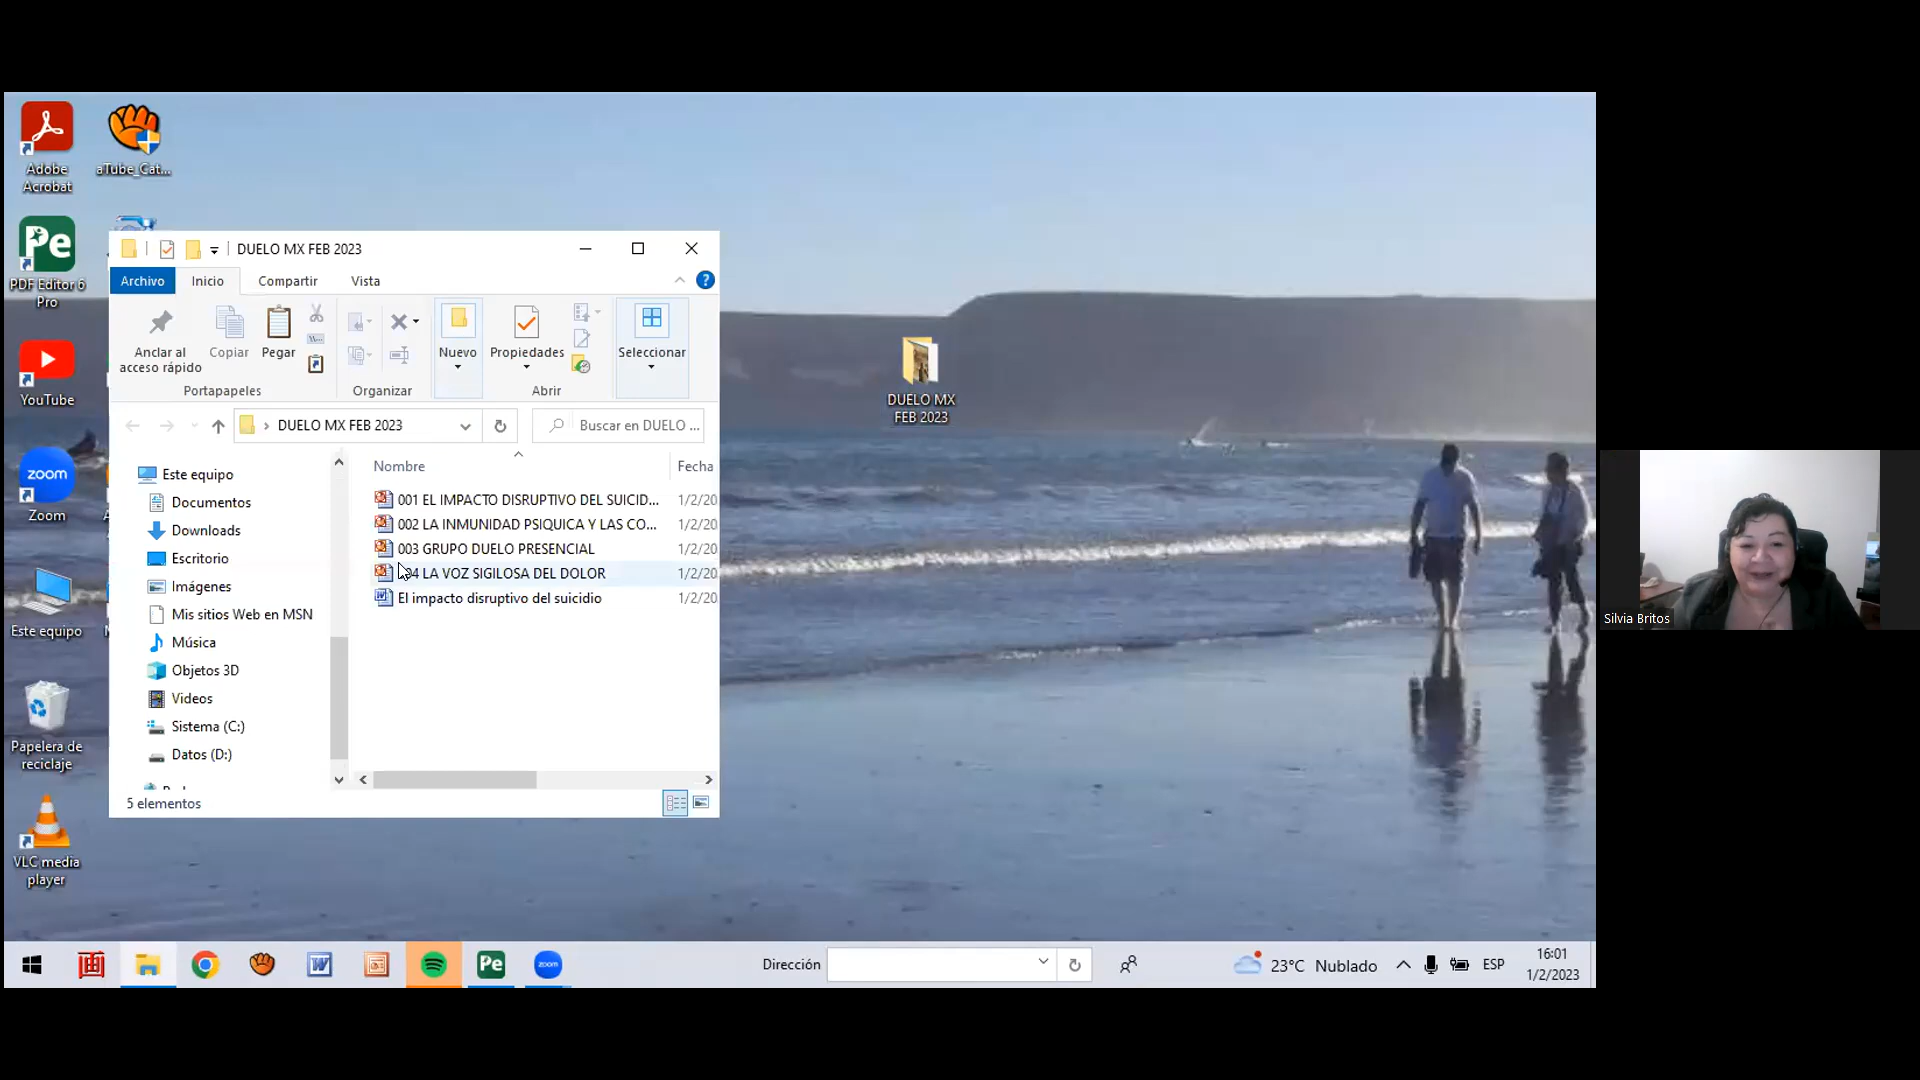 Adobe
Acrobat
aTube_Cat...
PDF Editor 6
Pro
YouTube
zoom
Zoom
Este equipo
Papelera de
reciclaje
VLC media
player
DUELO MX FEB 2023
Archivo
Inicio
Compartir
Vista
Anclar al
acceso rápido
Copiar
Pegar
Nuevo
Propiedades
Seleccionar
Portapapeles
Organizar
Abrir
DUELO MX FEB 2023
Buscar en DUELO ...
Este equipo
Documentos
Downloads
Escritorio
Imágenes
Mis sitios Web en MSN
Música
Objetos 3D
Videos
Sistema (C:)
Datos (D:)
Nombre
Fecha
001 EL IMPACTO DISRUPTIVO DEL SUICID... 1/2/20
002 LA INMUNIDAD PSIQUICA Y LAS CO... 1/2/20
003 GRUPO DUELO PRESENCIAL 1/2/20
04 LA VOZ SIGILOSA DEL DOLOR 1/2/20
El impacto disruptivo del suicidio 1/2/20
5 elementos
DUELO MX
FEB 2023
Silvia Britos
Pe
zoom
Dirección
23°C Nublado
ESP
16:01
1/2/2023